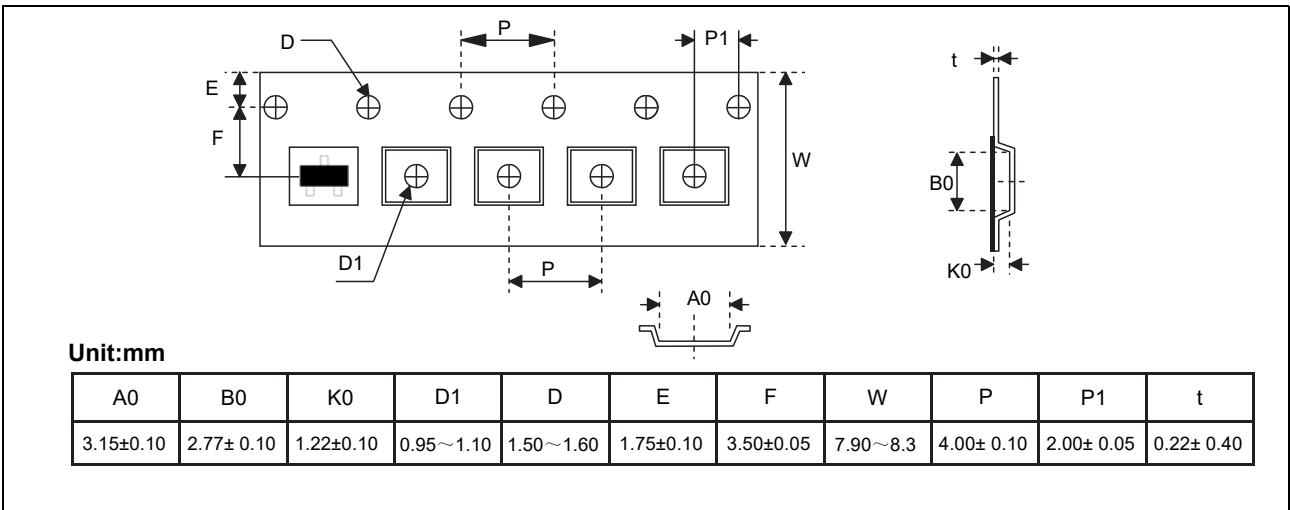 P
P1
D
t
E
F
W
B0
D1
P
K0
A0
Unit:mm
A0 B0 K0 D1 D E F W P P1 t
3.15±0.10 2.77± 0.10 1.22±0.10 0.95～1.10 1.50～1.60 1.75±0.10 3.50±0.05 7.90～8.3 4.00± 0.10 2.00± 0.05 0.22± 0.40